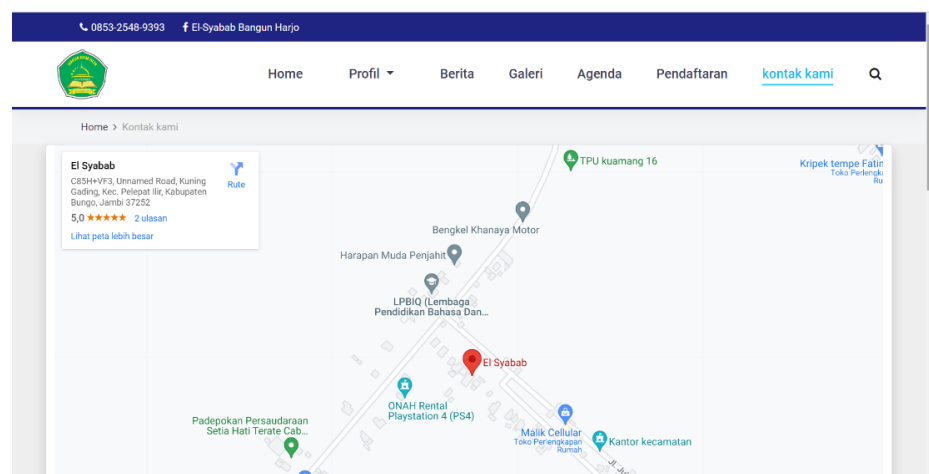 0853-2548-9393 El-Syabab Bangun Harjo
Home Profil Berita Galeri Agenda Pendaftaran kontak kami
Home > Kontak kami
El Syabab
C85H+VF3, Unnamed Road, Kuning
Gading, Kec. Pelepat Ilir, Kabupaten
Bungo, Jambi 37252
5,0 ★★★★★ 2 ulasan
Lihat peta lebih besar
Rute
TPU kuamang 16
Kripek tempe Fatim
Toko Perlengka
Ru
Bengkel Khanaya Motor
Harapan Muda Penjahit
LPBIQ (Lembaga
Pendidikan Bahasa Dan...
El Syabab
ONAH Rental
Playstation 4 (PS4)
Padepokan Persaudaraan
Setia Hati Terate Cab...
Malik Cellular
Toko Perlengkapan
Rumah
Kantor kecamatan